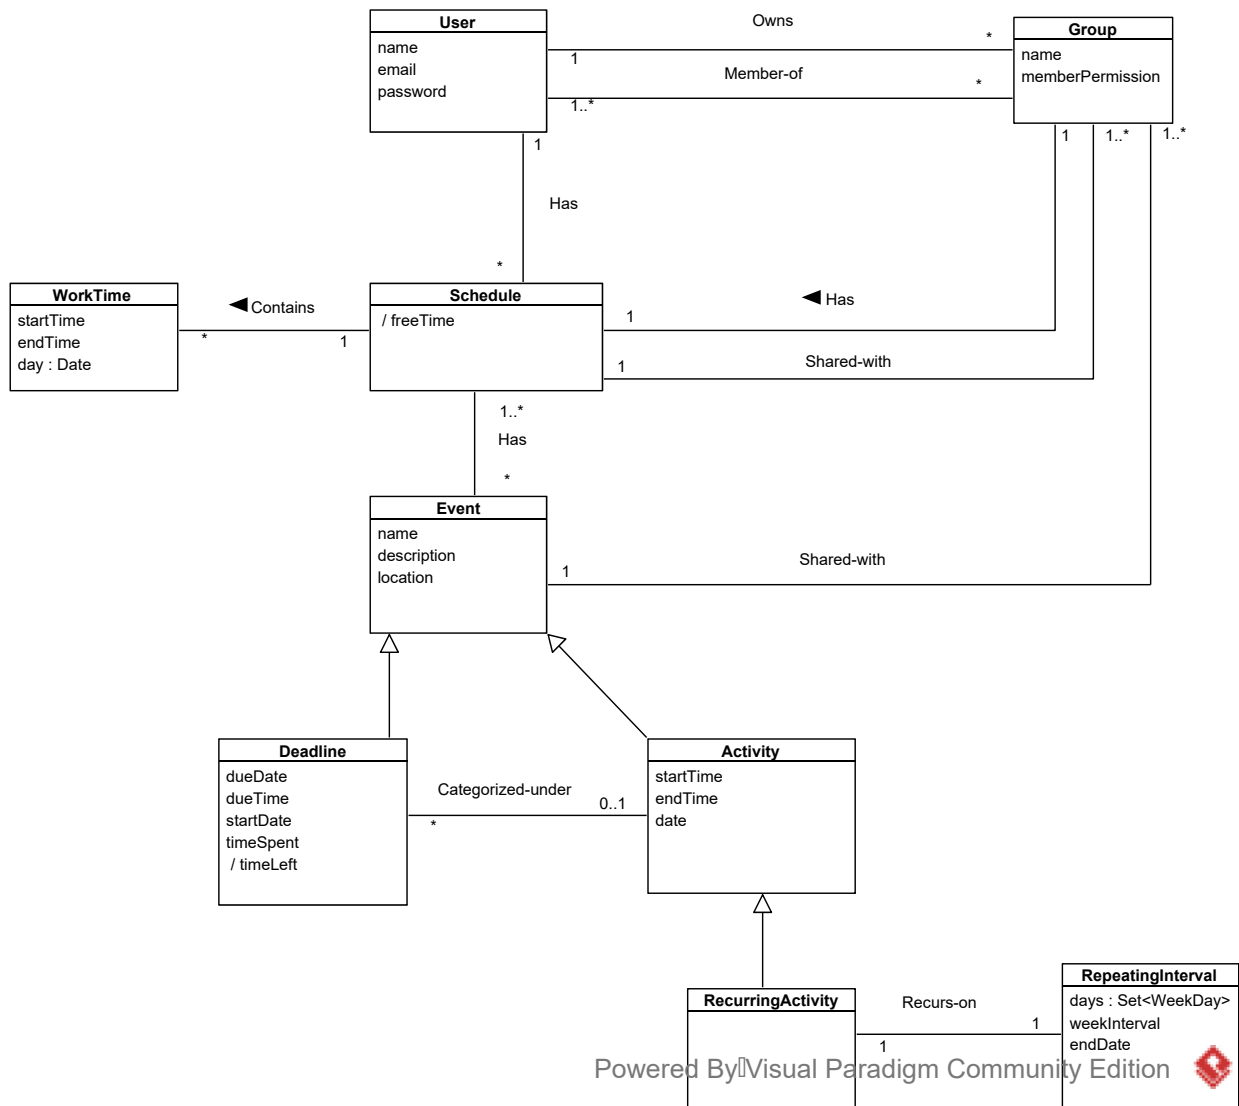 User
name
email
password
Owns
1
*
Member-of
1..*
*
Group
name
memberPermission
1
1..*
1..*
1
Has
*
WorkTime
startTime
endTime
day : Date
Contains
*
1
Schedule
/ freeTime
Has
1
Shared-with
1
1..*
Has
*
Event
name
description
location
Shared-with
1
Deadline
dueDate
dueTime
startDate
timeSpent
/ timeLeft
Categorized-under
0..1
*
Activity
startTime
endTime
date
RecurringActivity
Recurs-on
1
1
RepeatingInterval
days : Set<WeekDay>
weekInterval
endDate
Powered By Visual Paradigm Community Edition